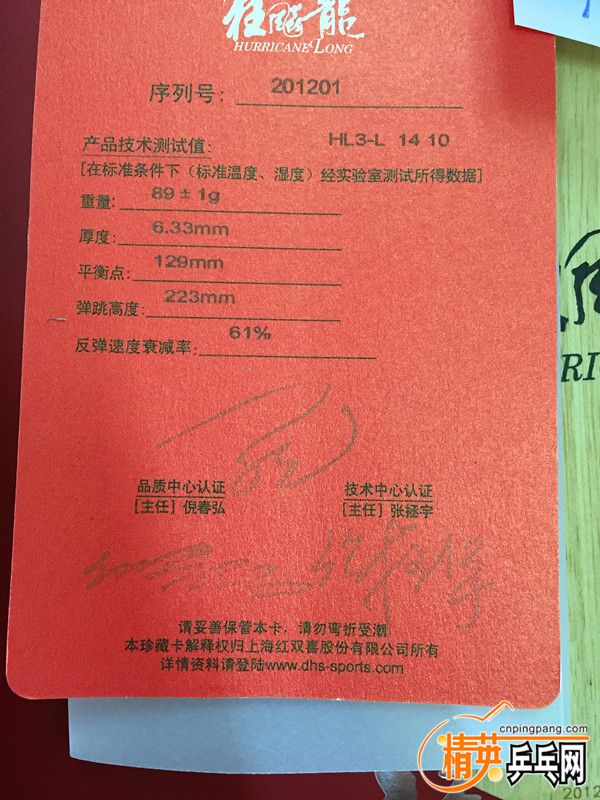 狂飚龍
HURRICANE LONG
序列号: 201201
产品技术测试值: HL3-L 14 10
[在标准条件下(标准温度、湿度)经实验室测试所得数据]
重量: 89 ± 1g
厚度: 6.33mm
平衡点: 129mm
弹跳高度: 223mm
反弹速度衰减率: 61%
品质中心认证
[主任] 倪春弘
技术中心认证
[主任] 张拯宇
请妥善保管本卡，请勿弯折受潮
本珍藏卡解释权归上海红双喜股份有限公司所有
详情资料请登陆www.dhs-sports.com
RI
cnpingpang.com
精英乒乓网
2012